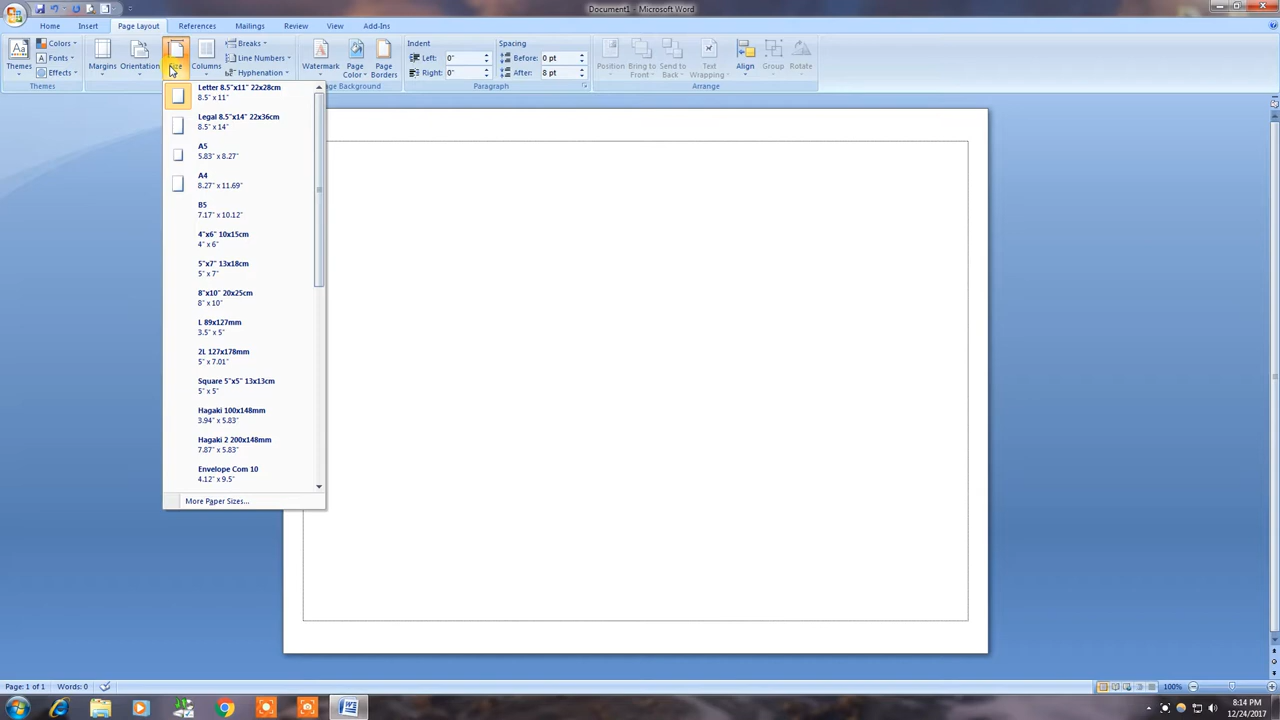 Document1 - Microsoft Word
Home Insert Page Layout References Mailings Review View Add-Ins
Themes
Colors
Fonts
Effects
Themes
Margins
Orientation
Columns
Breaks
Line Numbers
Hyphenation
Watermark
Page Color
Page Borders
Indent
Left: 0"
Right: 0"
Spacing
Before: 0 pt
After: 8 pt
Paragraph
Position
Bring to Front
Send to Back
Text Wrapping
Align
Group
Rotate
Arrange
Letter 8.5"x11" 22x28cm
8.5" x 11"
Legal 8.5"x14" 22x36cm
8.5" x 14"
A5
5.83" x 8.27"
A4
8.27" x 11.69"
B5
7.17" x 10.12"
4"x6" 10x15cm
4" x 6"
5"x7" 13x18cm
5" x 7"
8"x10" 20x25cm
8" x 10"
L 89x127mm
3.5" x 5"
2L 127x178mm
5" x 7.01"
Square 5"x5" 13x13cm
5" x 5"
Hagaki 100x148mm
3.94" x 5.83"
Hagaki 2 200x148mm
7.87" x 5.83"
Envelope Com 10
4.12" x 9.5"
More Paper Sizes...
Page: 1 of 1 Words: 0
100%
8:14 PM
12/24/2017